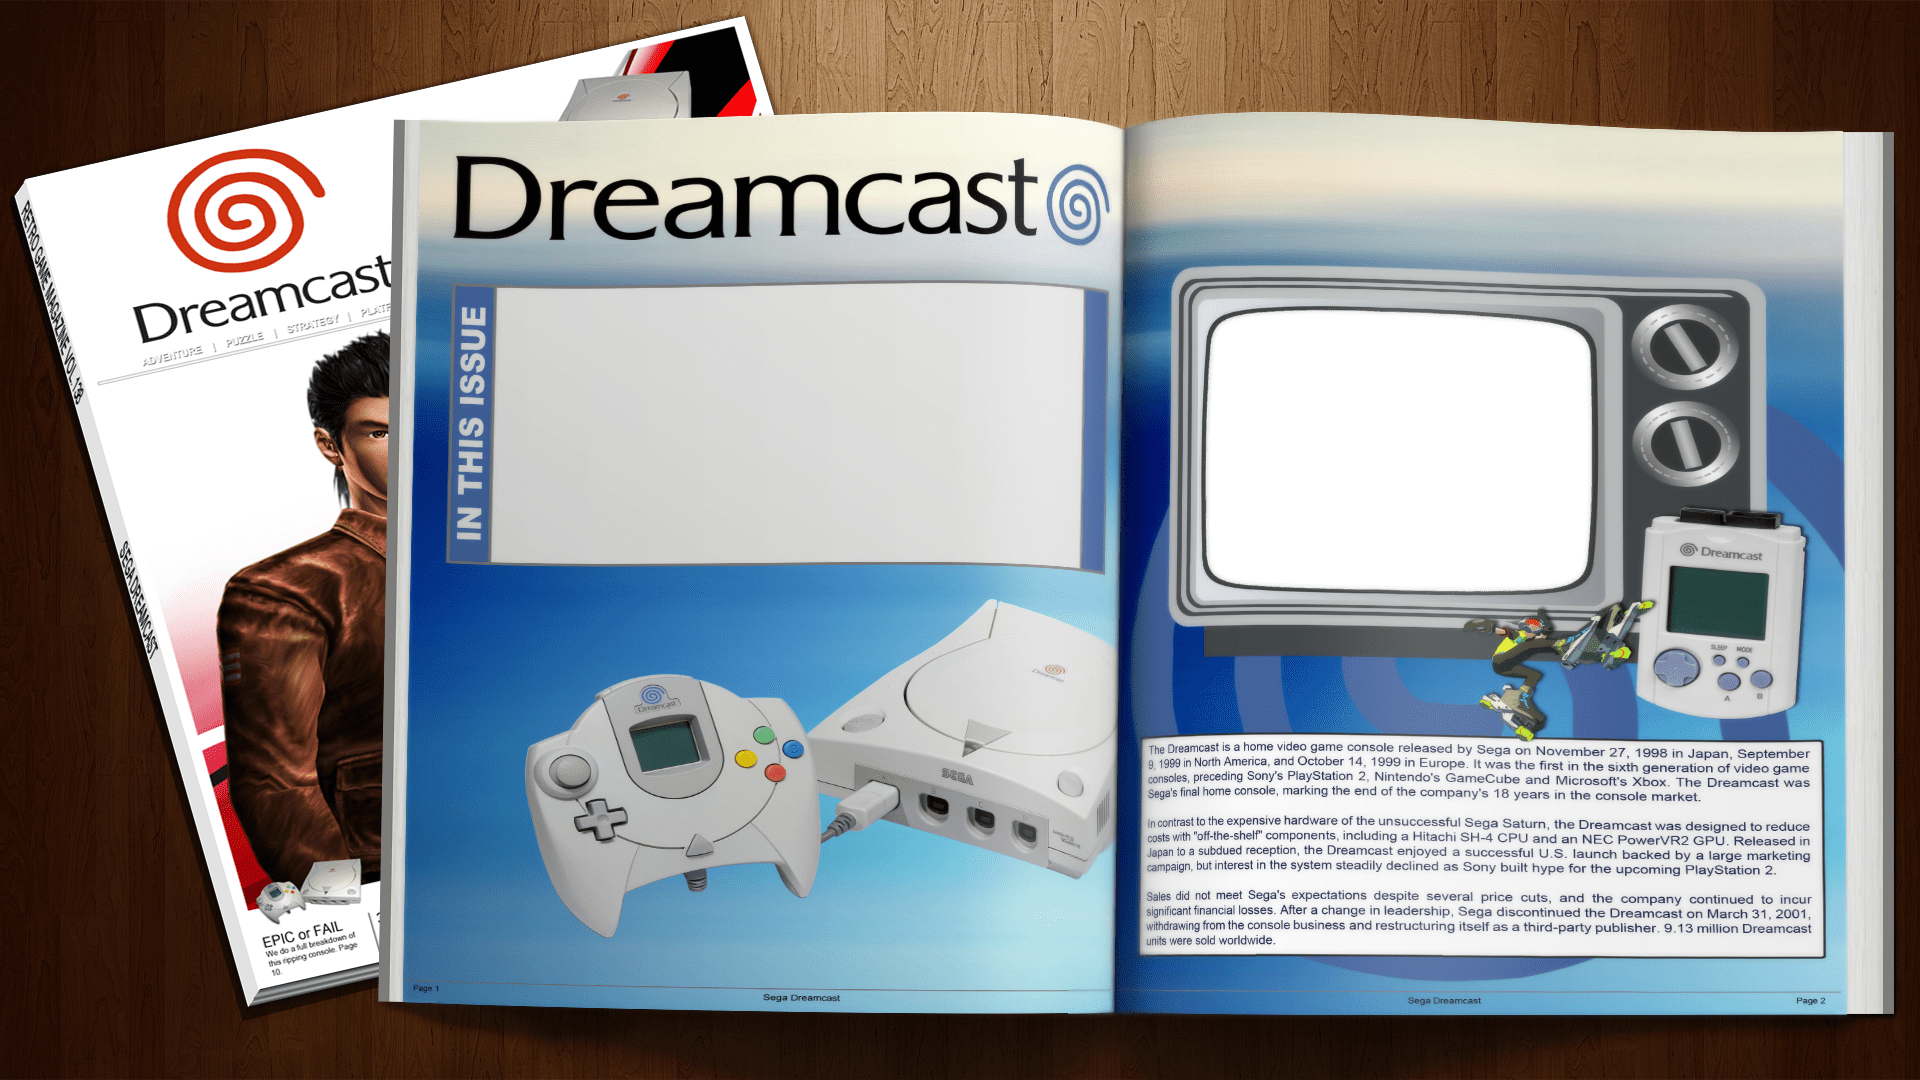 Dreamcast
ADVENTURE | PUZZLE | STRATEGY |
RETRO GAME MAGAZINE VOL. 138
SEGA DREAMCAST
EPIC or FAIL
We do a full breakdown of
this ripping console. Page
10.
Dreamcast
IN THIS ISSUE
Dreamcast
Dreamcast
SEGA
Page 1
Sega Dreamcast
Dreamcast
SLEEP MODE
A B
The Dreamcast is a home video game console released by Sega on November 27, 1998 in Japan, September
9, 1999 in North America, and October 14, 1999 in Europe. It was the first in the sixth generation of video game
consoles, preceding Sony's PlayStation 2, Nintendo's GameCube and Microsoft's Xbox. The Dreamcast was
Sega's final home console, marking the end of the company's 18 years in the console market.
In contrast to the expensive hardware of the unsuccessful Sega Saturn, the Dreamcast was designed to reduce
costs with "off-the-shelf" components, including a Hitachi SH-4 CPU and an NEC PowerVR2 GPU. Released in
Japan to a subdued reception, the Dreamcast enjoyed a successful U.S. launch backed by a large marketing
campaign, but interest in the system steadily declined as Sony built hype for the upcoming PlayStation 2.
Sales did not meet Sega's expectations despite several price cuts, and the company continued to incur
significant financial losses. After a change in leadership, Sega discontinued the Dreamcast on March 31, 2001,
withdrawing from the console business and restructuring itself as a third-party publisher. 9.13 million Dreamcast
units were sold worldwide.
Sega Dreamcast
Page 2